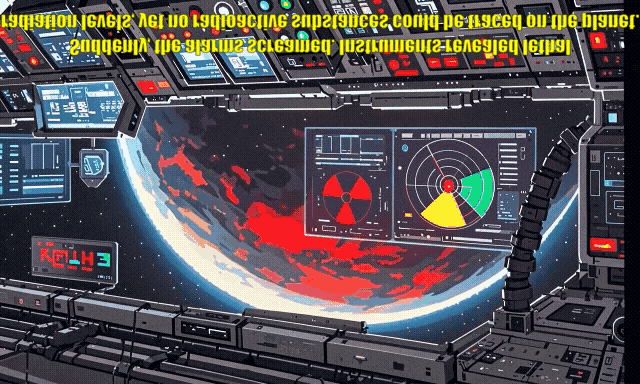 Suddenly, the alarms screamed, instruments revealed lethal
radiation levels, yet no radioactive substances could be traced on the planet